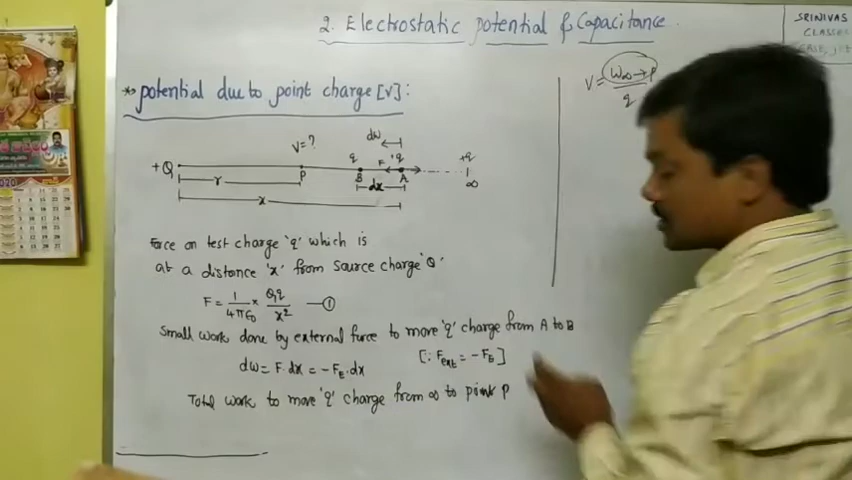 2. Electrostatic potential & Capacitance.
SRINIVAS
CLASSES
* potential due to point charge [V]:
V = W∞→P / q
dW
V=?
+Q P q B F 'q' A +q ∞
r dx
x
Force on test charge 'q' which is
at a distance 'x' from source charge 'Q'
F = 1/4πε0 × Qq/x² —①
Small work done by external force to move 'q' charge from A to B
dW = F·dx = -FE·dx [∵ Fext = -FE]
Total work to move 'q' charge from ∞ to point P
2020